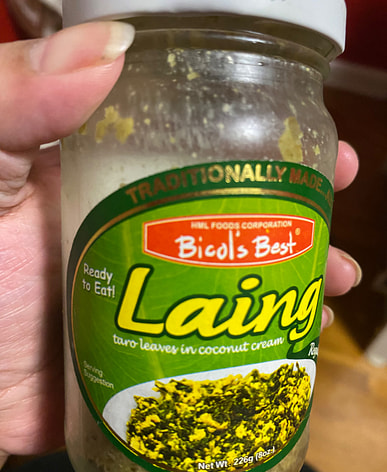 TRADITIONALLY MADE
HML FOODS CORPORATION
Bicol's Best®
Ready
to Eat!
Laing
taro leaves in coconut cream
Serving
Suggestion
Net Wt. 226g (8oz.)